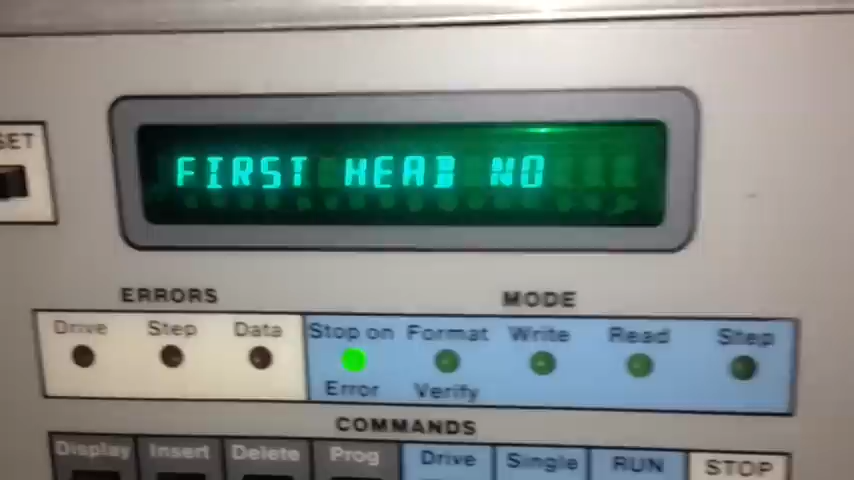 SET
FIRST HEAD NO
ERRORS MODE
Drive Step Data Stop on Error Format Verify Write Read Step
COMMANDS
Display Insert Delete Prog Drive Single RUN STOP